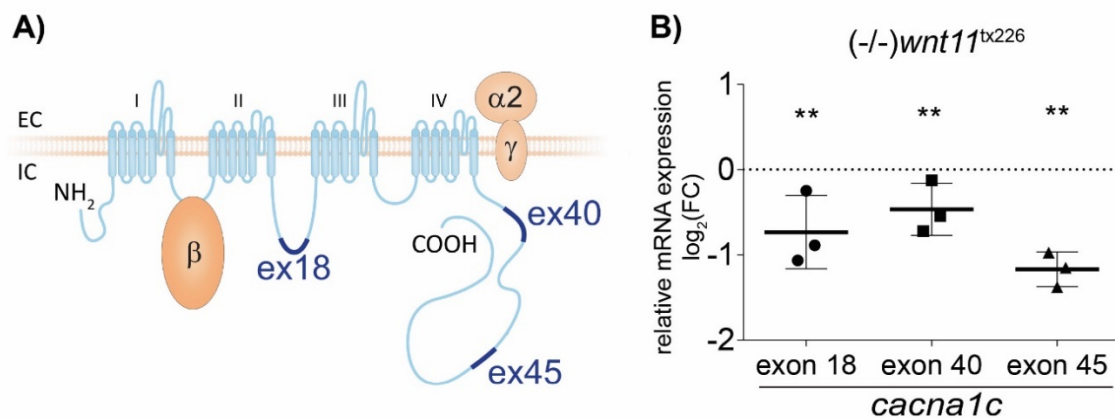 A)
I II III IV
α2
γ
EC
IC
NH2
β
ex18
ex40
COOH
ex45
B)
(-/-)wnt11tx226
relative mRNA expression
log2(FC)
1
0
-1
-2
** ** **
exon 18 exon 40 exon 45
cacna1c